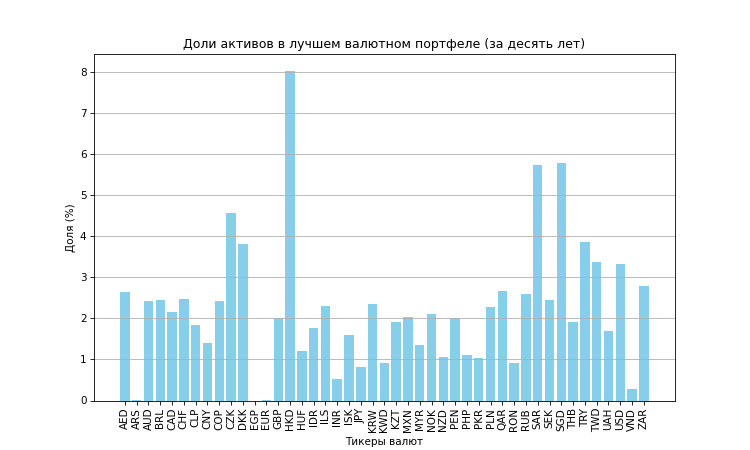 Доли активов в лучшем валютном портфеле (за десять лет)
Доля (%)
8
7
6
5
4
3
2
1
0
AED ARS AUD BRL CAD CHF CLP CNY COP CZK DKK EGP EUR GBP HKD HUF IDR ILS INR ISK JPY KRW KWD KZT MXN MYR NOK NZD PEN PHP PKR PLN QAR RON RUB SAR SEK SGD THB TRY TWD UAH USD VND ZAR
Тикеры валют